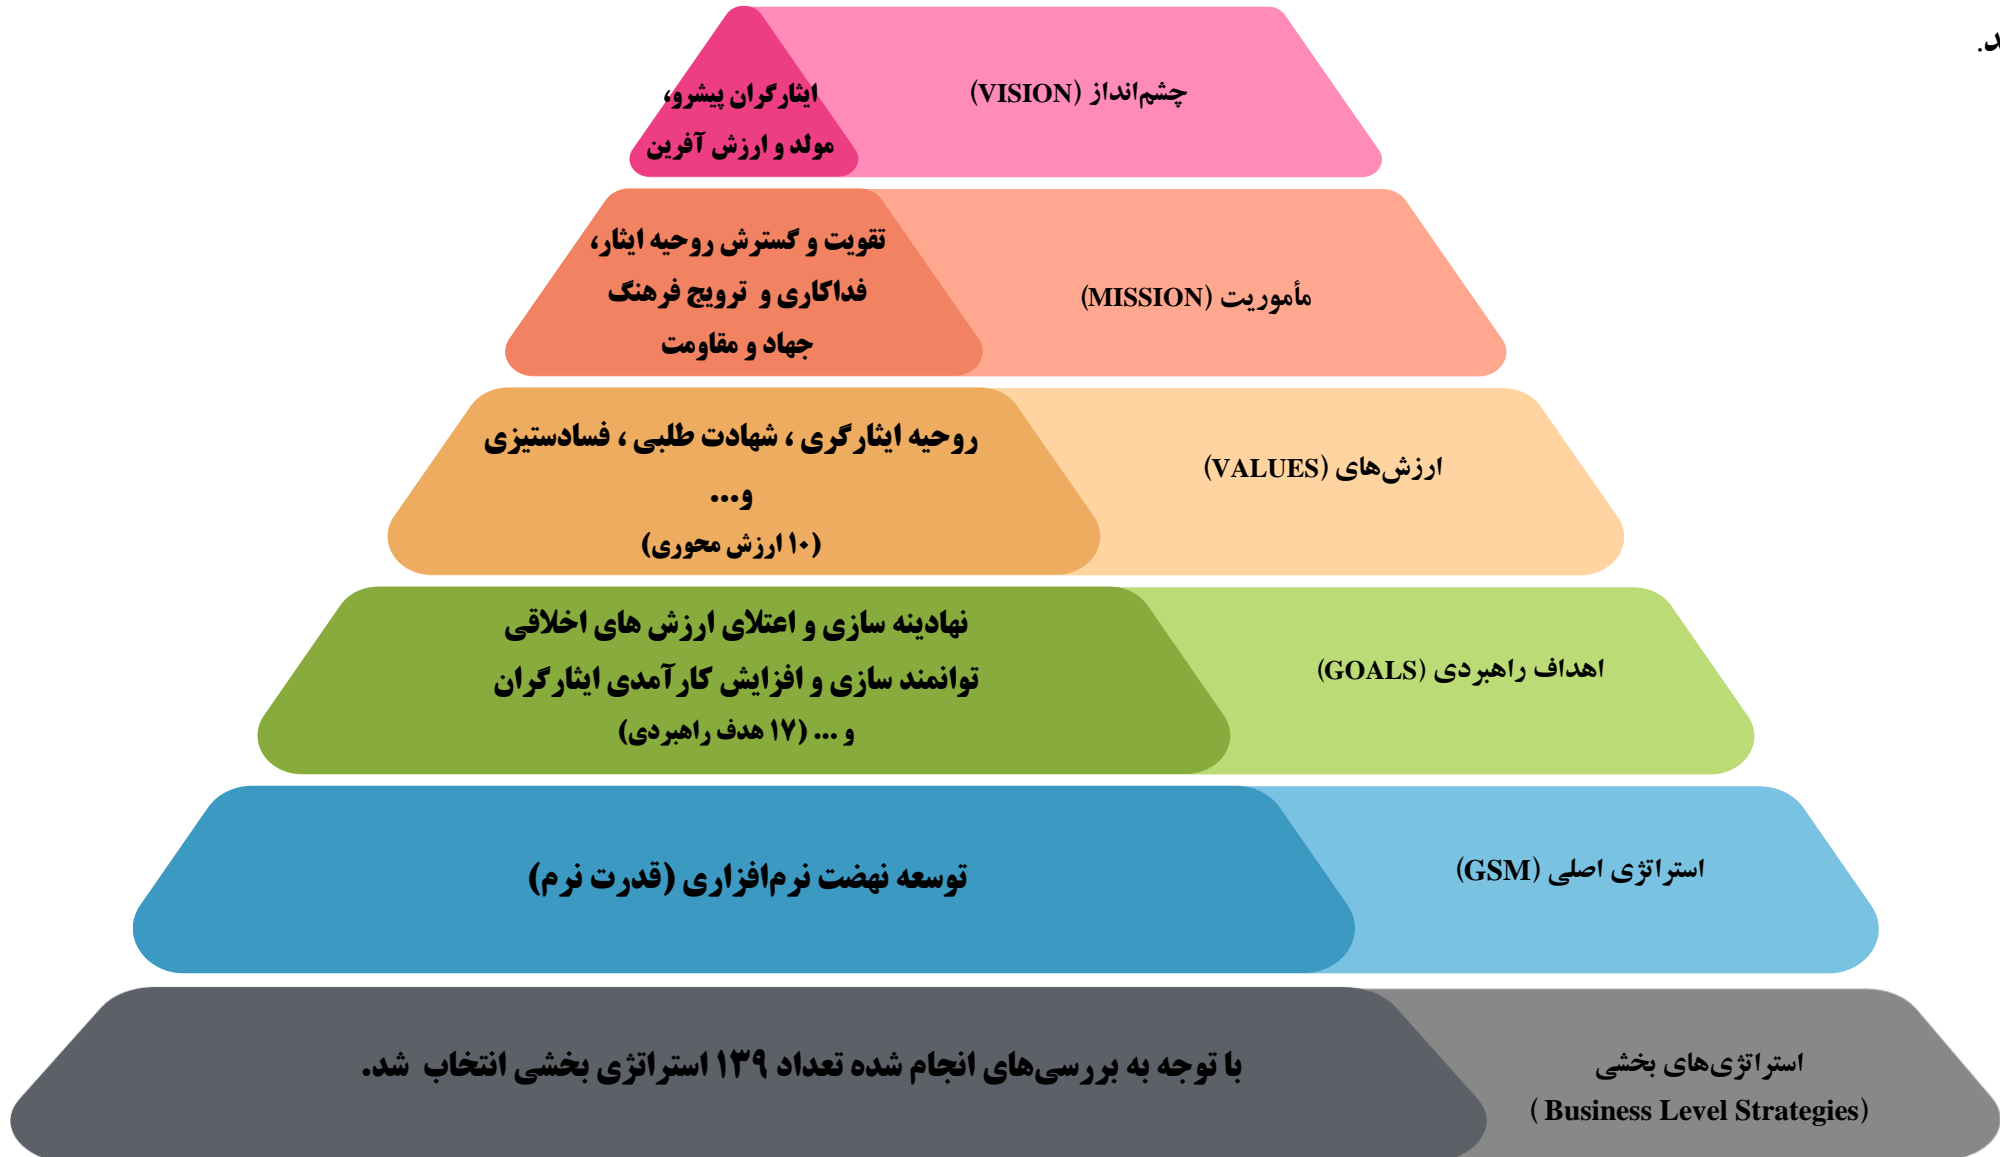 د.
چشم‌انداز (VISION)
ایثارگران پیشرو،
مولد و ارزش آفرین
مأموریت (MISSION)
تقویت و گسترش روحیه ایثار،
فداکاری و ترویج فرهنگ
جهاد و مقاومت
ارزش‌های (VALUES)
روحیه ایثارگری ، شهادت طلبی ، فسادستیزی
و...
(۱۰ ارزش محوری)
اهداف راهبردی (GOALS)
نهادینه سازی و اعتلای ارزش های اخلاقی
توانمند سازی و افزایش کارآمدی ایثارگران
و ... (۱۷ هدف راهبردی)
استراتژی اصلی (GSM)
توسعه نهضت نرم‌افزاری (قدرت نرم)
استراتژی‌های بخشی
(Business Level Strategies )
با توجه به بررسی‌های انجام شده تعداد ۱۳۹ استراتژی بخشی انتخاب شد.